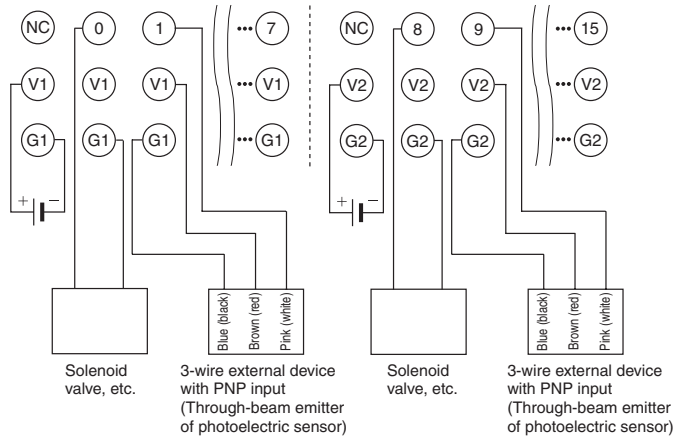 NC 0 1 ••• 7 NC 8 9 ••• 15
V1 V1 V1 ••• V1 V2 V2 V2 ••• V2
G1 G1 G1 ••• G1 G2 G2 G2 ••• G2
+ − + −
Blue (black)
Brown (red)
Pink (white)
Blue (black)
Brown (red)
Pink (white)
Solenoid
valve, etc.
3-wire external device
with PNP input
(Through-beam emitter
of photoelectric sensor)
Solenoid
valve, etc.
3-wire external device
with PNP input
(Through-beam emitter
of photoelectric sensor)